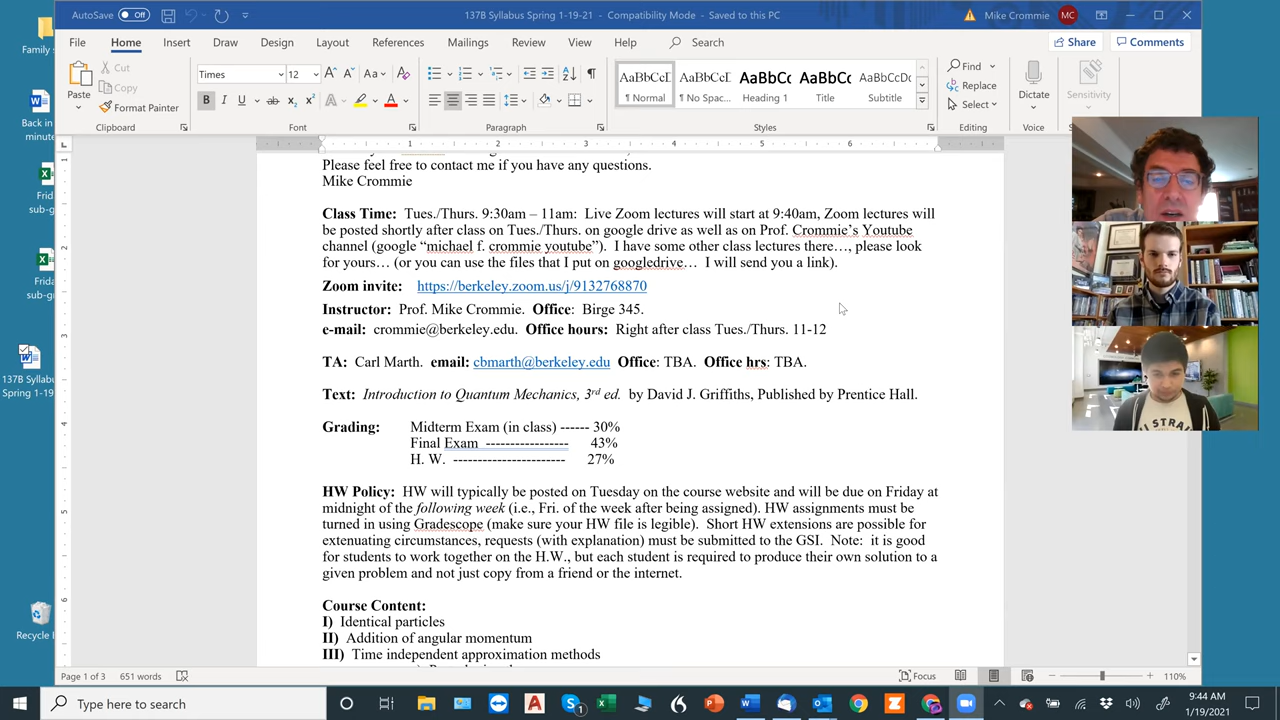 AutoSave Off
137B Syllabus Spring 1-19-21 - Compatibility Mode - Saved to this PC
Mike Crommie MC
File Home Insert Draw Design Layout References Mailings Review View Help Search
Share Comments
Paste
Cut
Copy
Format Painter
Times 12
AaBbCcI AaBbCcI AaBbCc AaBbCc AaBbCcD
¶ Normal ¶ No Spac... Heading 1 Title Subtitle
Find
Replace
Select
Dictate
Sensitivity
Clipboard Font Paragraph Styles Editing Voice
Family
Back in
minute
Frid
sub-g
Frid
sub-g
137B Syllabus
Spring 1-19
Recycle
Please feel free to contact me if you have any questions.
Mike Crommie
Class Time: Tues./Thurs. 9:30am – 11am: Live Zoom lectures will start at 9:40am, Zoom lectures will
be posted shortly after class on Tues./Thurs. on google drive as well as on Prof. Crommie's Youtube
channel (google “michael f. crommie youtube”). I have some other class lectures there…, please look
for yours… (or you can use the files that I put on googledrive… I will send you a link).
Zoom invite: https://berkeley.zoom.us/j/9132768870
Instructor: Prof. Mike Crommie. Office: Birge 345.
e-mail: crommie@berkeley.edu. Office hours: Right after class Tues./Thurs. 11-12
TA: Carl Marth. email: cbmarth@berkeley.edu Office: TBA. Office hrs: TBA.
Text: Introduction to Quantum Mechanics, 3rd ed. by David J. Griffiths, Published by Prentice Hall.
Grading: Midterm Exam (in class) ------ 30%
Final Exam ----------------- 43%
H. W. ----------------------- 27%
HW Policy: HW will typically be posted on Tuesday on the course website and will be due on Friday at
midnight of the following week (i.e., Fri. of the week after being assigned). HW assignments must be
turned in using Gradescope (make sure your HW file is legible). Short HW extensions are possible for
extenuating circumstances, requests (with explanation) must be submitted to the GSI. Note: it is good
for students to work together on the H.W., but each student is required to produce their own solution to a
given problem and not just copy from a friend or the internet.
Course Content:
I) Identical particles
II) Addition of angular momentum
III) Time independent approximation methods
Page 1 of 3 651 words
Focus
110%
Type here to search
9:44 AM
1/19/2021